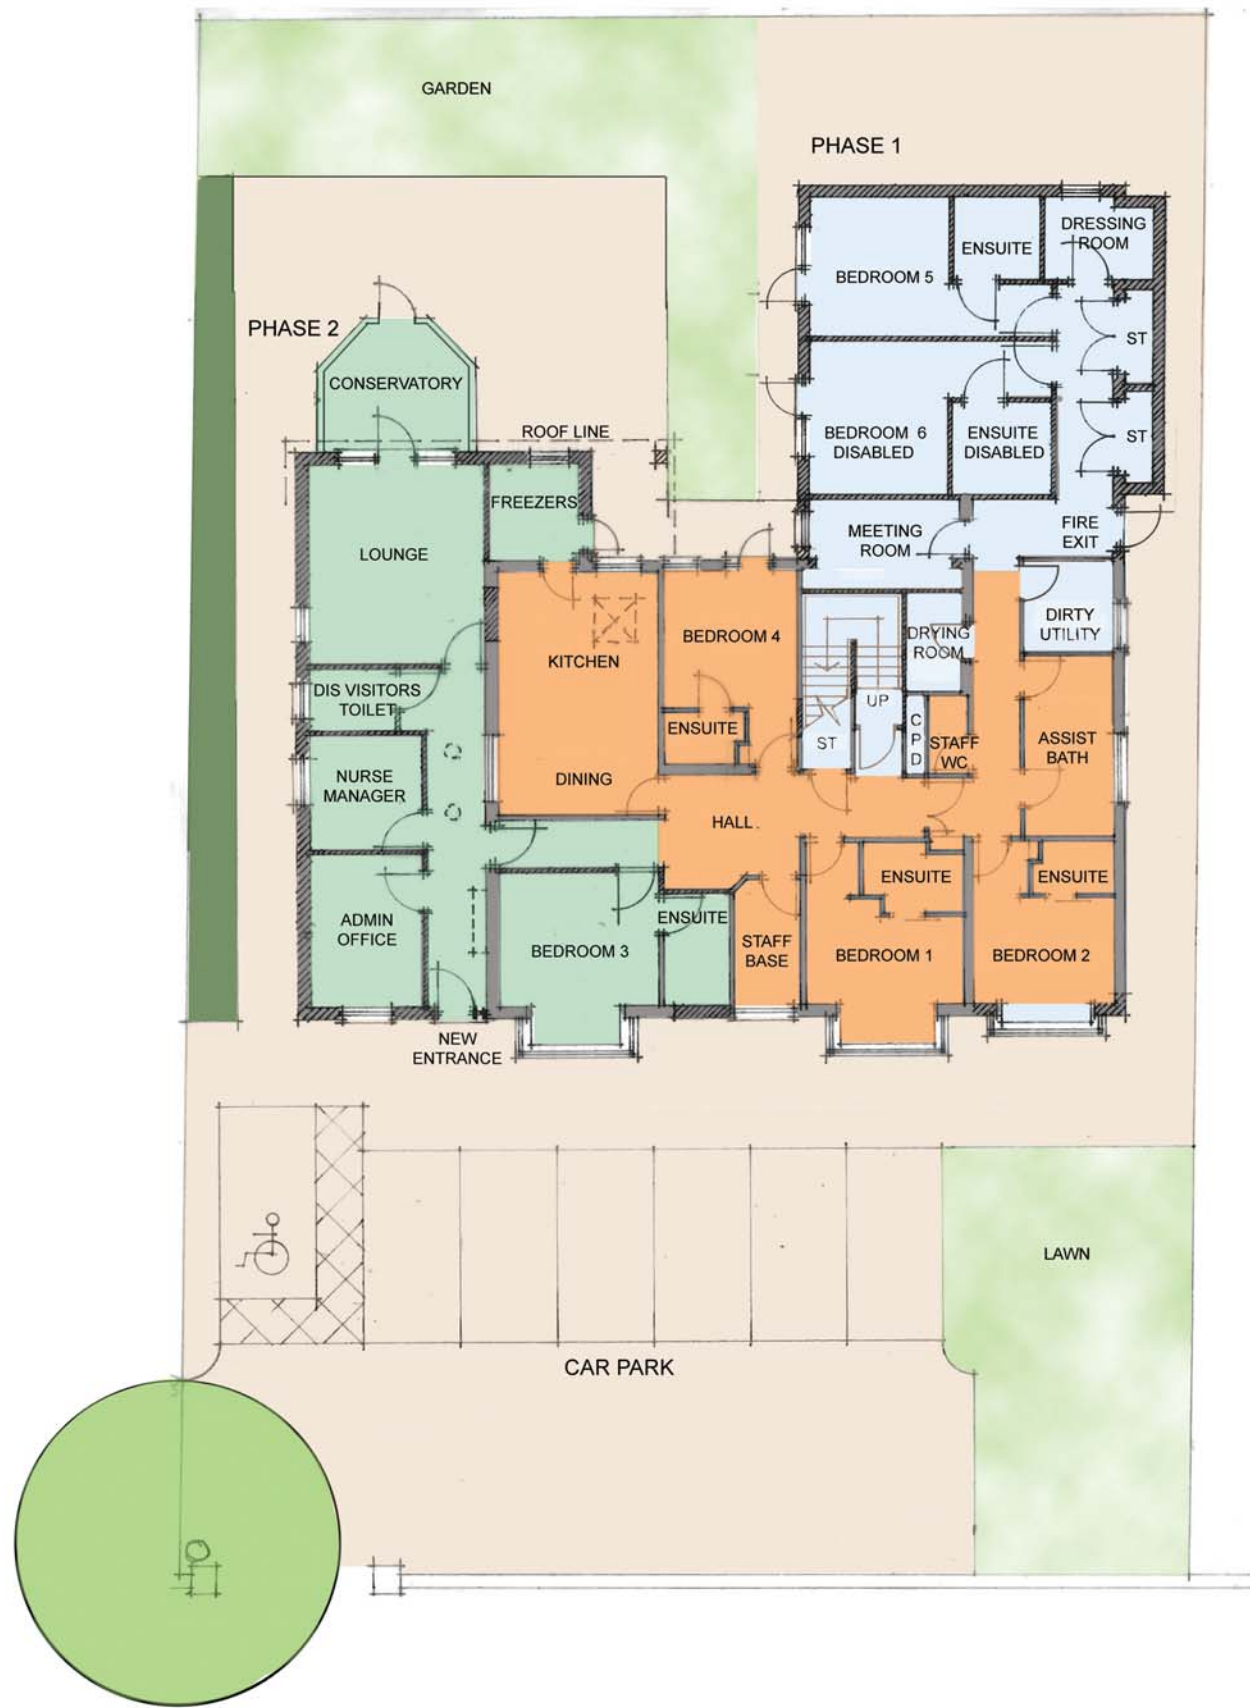 GARDEN
PHASE 1
DRESSING
ROOM
ENSUITE
BEDROOM 5
PHASE 2
ST
CONSERVATORY
ROOF LINE
BEDROOM 6
DISABLED
ENSUITE
DISABLED
ST
FREEZERS
LOUNGE
MEETING
ROOM
FIRE
EXIT
KITCHEN
BEDROOM 4
DRYING
ROOM
DIRTY
UTILITY
DIS VISITORS
TOILET
UP
ENSUITE
ST
C
P
D
STAFF
WC
ASSIST
BATH
NURSE
MANAGER
DINING
HALL
ENSUITE
ENSUITE
ADMIN
OFFICE
ENSUITE
BEDROOM 3
STAFF
BASE
BEDROOM 1
BEDROOM 2
NEW
ENTRANCE
LAWN
CAR PARK